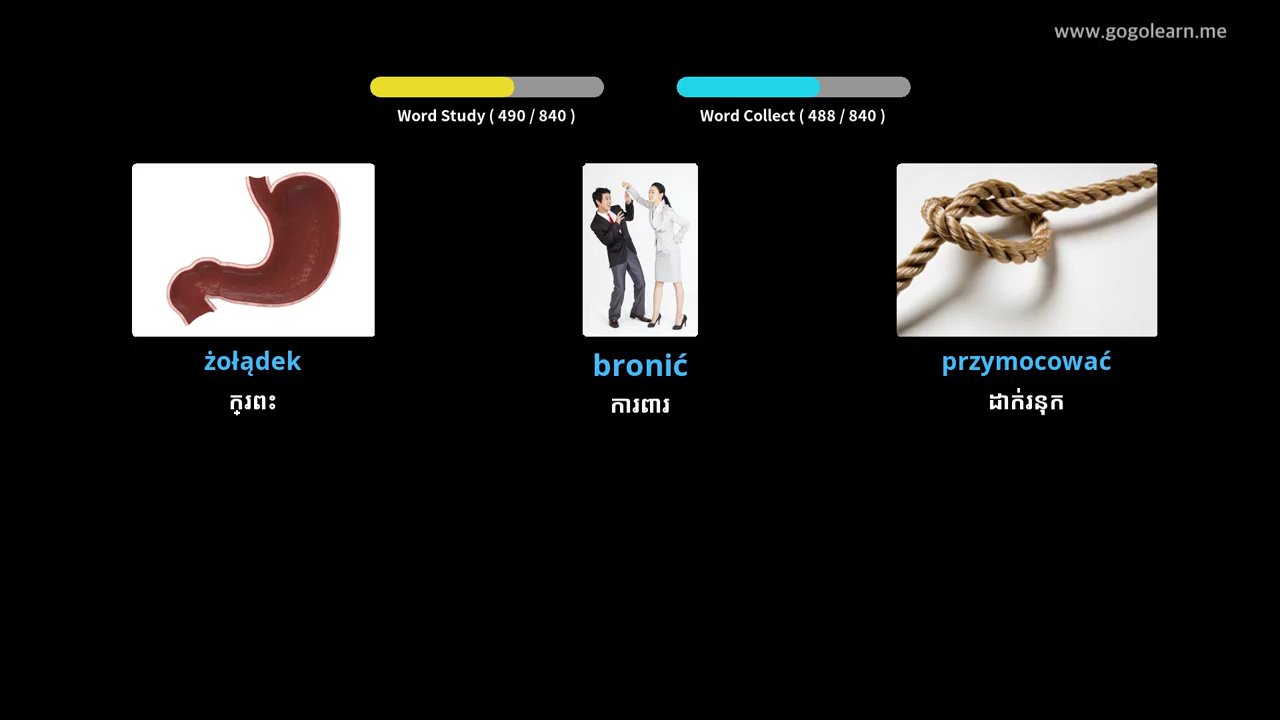 www.gogolearn.me
Word Study ( 490 / 840 )
Word Collect ( 488 / 840 )
żołądek
bronić
przymocować
ក្រពះ
ការពារ
ដាក់រនុក